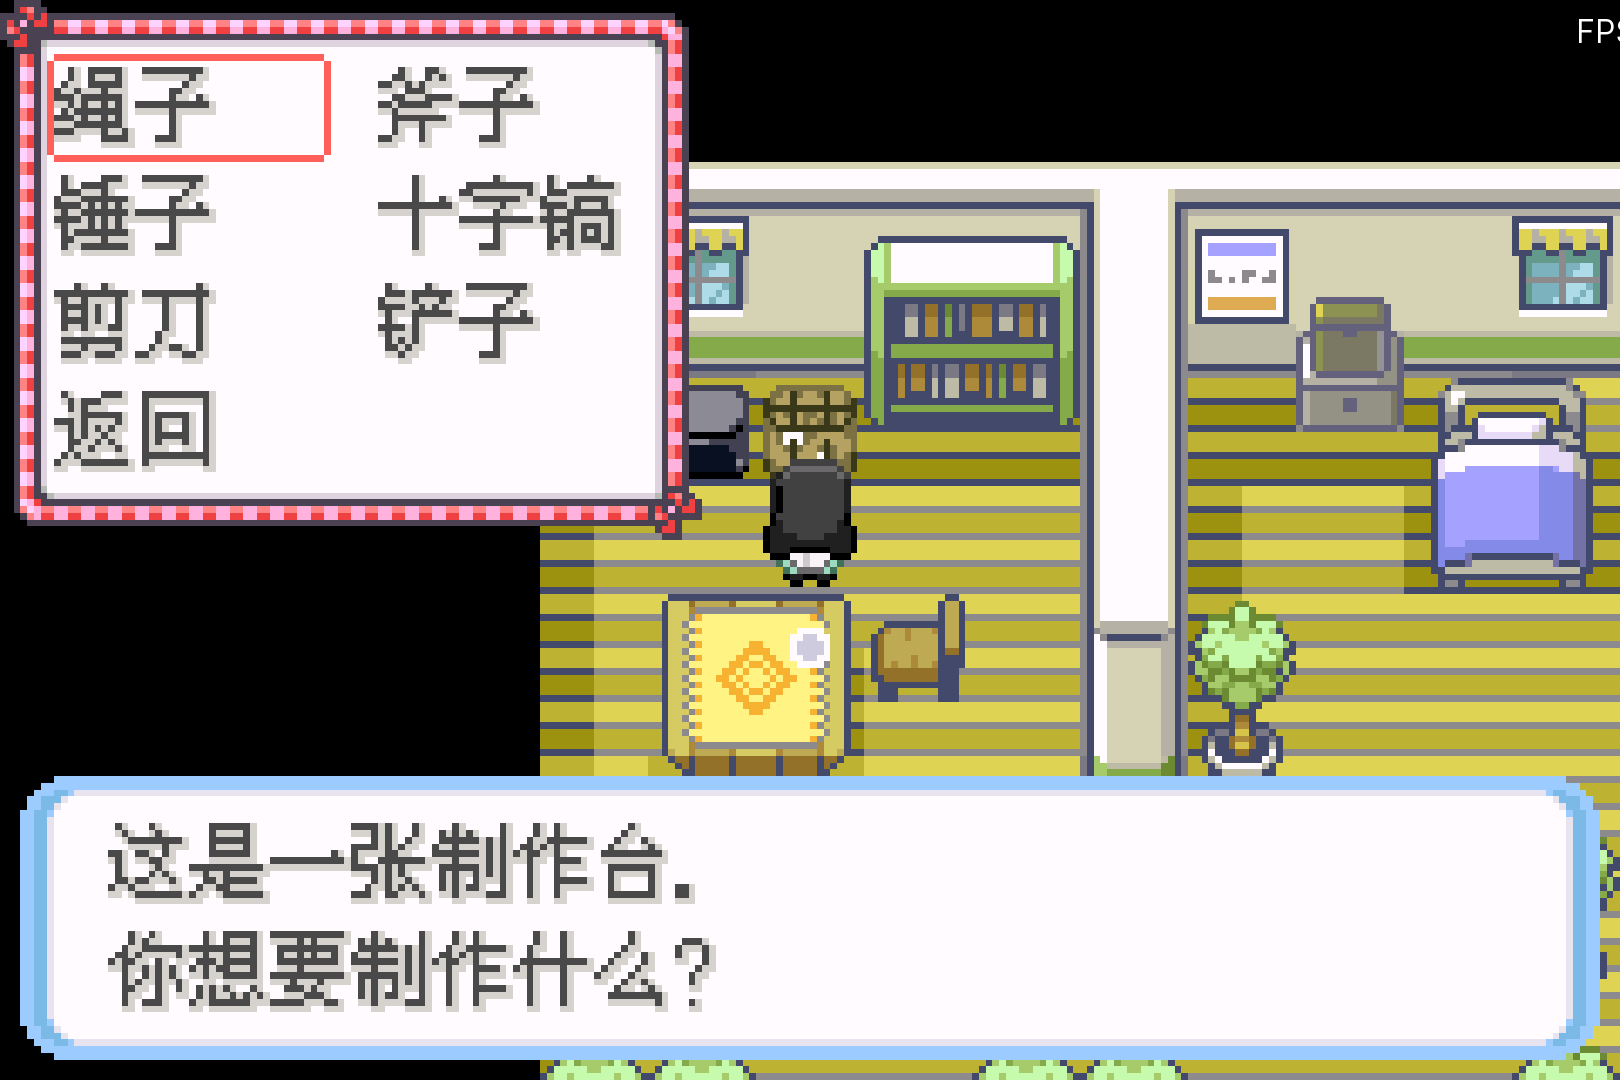 绳子 斧子
锤子 十字镐
剪刀 铲子
返回
FPS
这是一张制作台.
你想要制作什么?